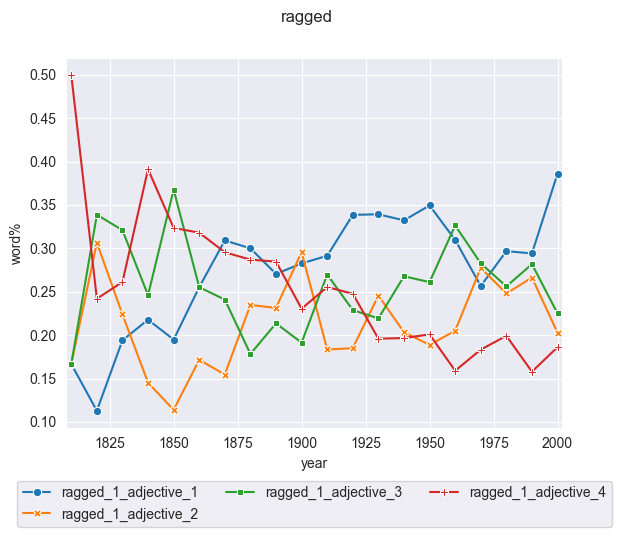 ragged
0.50
0.45
0.40
0.35
0.30
0.25
0.20
0.15
0.10
word%
1825 1850 1875 1900 1925 1950 1975 2000
year
ragged_1_adjective_1 ragged_1_adjective_3 ragged_1_adjective_4
ragged_1_adjective_2